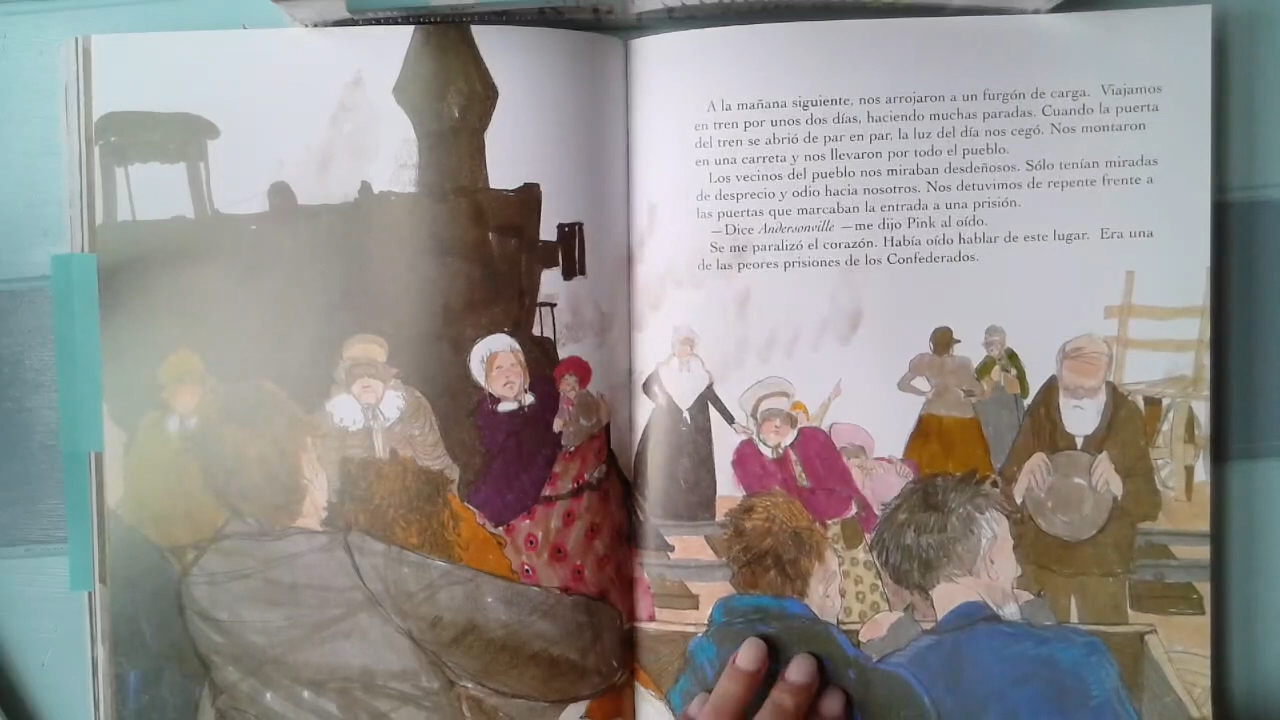 A la mañana siguiente, nos arrojaron a un furgón de carga. Viajamos
en tren por unos dos días, haciendo muchas paradas. Cuando la puerta
del tren se abrió de par en par, la luz del día nos cegó. Nos montaron
en una carreta y nos llevaron por todo el pueblo.
Los vecinos del pueblo nos miraban desdeñosos. Sólo tenían miradas
de desprecio y odio hacia nosotros. Nos detuvimos de repente frente a
las puertas que marcaban la entrada a una prisión.
—Dice Andersonville —me dijo Pink al oído.
Se me paralizó el corazón. Había oído hablar de este lugar. Era una
de las peores prisiones de los Confederados.